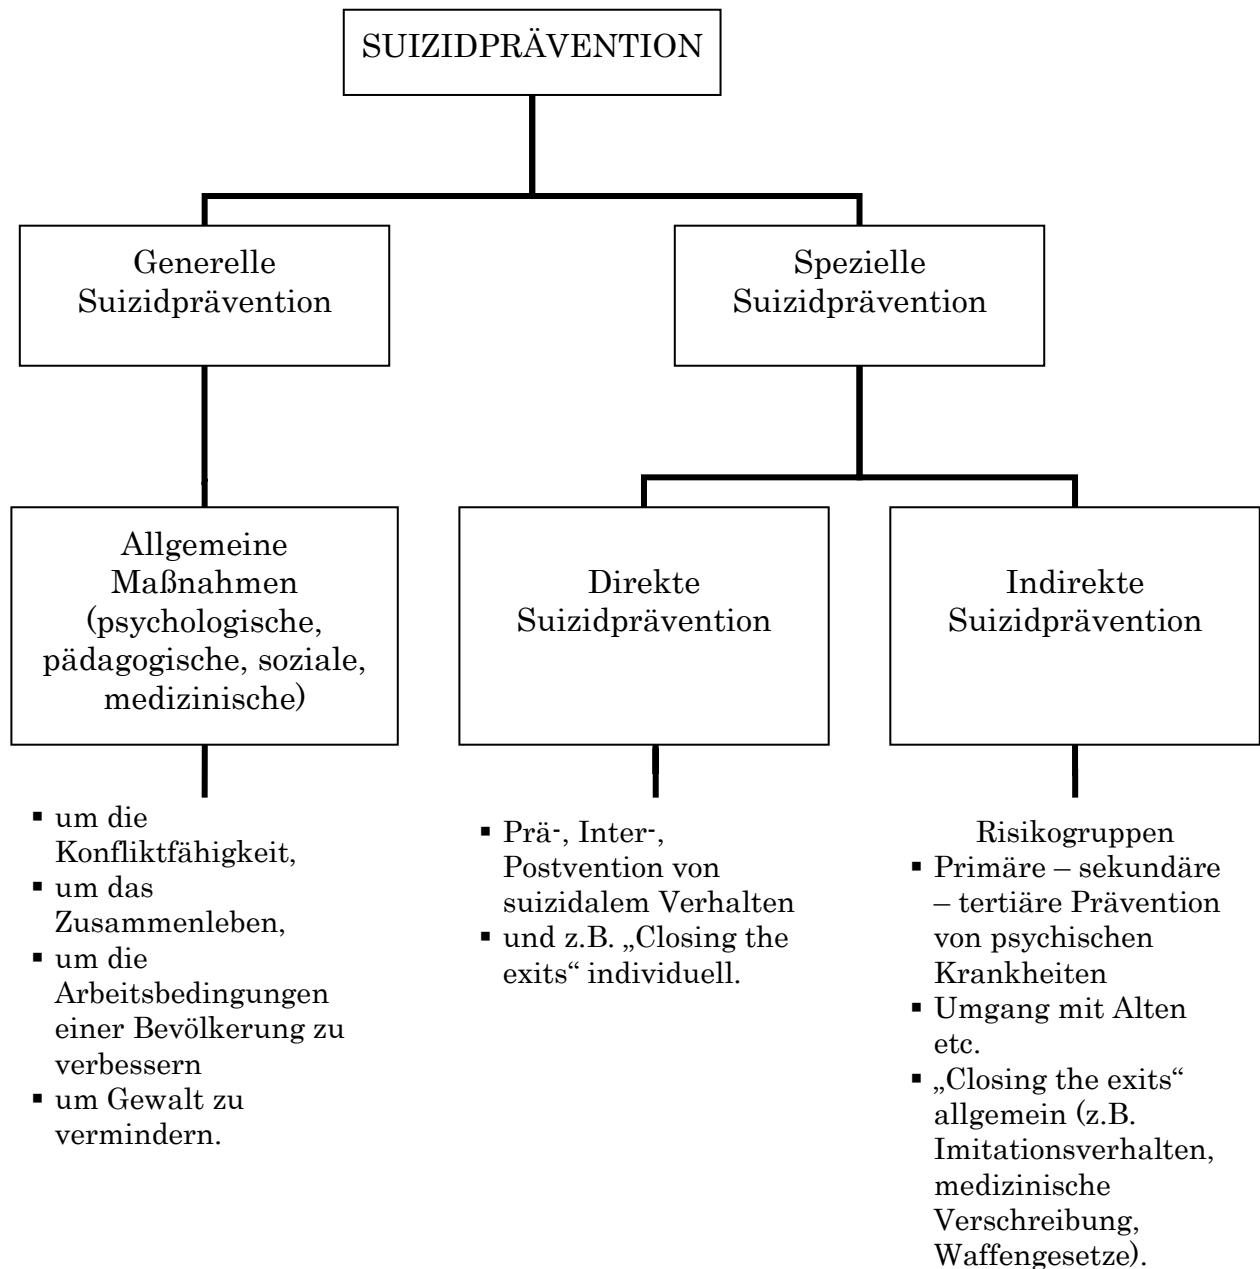 SUIZIDPRÄVENTION
Generelle
Suizidprävention
Spezielle
Suizidprävention
Allgemeine
Maßnahmen
(psychologische,
pädagogische, soziale,
medizinische)
Direkte
Suizidprävention
Indirekte
Suizidprävention
▪ um die
Konfliktfähigkeit,
▪ um das
Zusammenleben,
▪ um die
Arbeitsbedingungen
einer Bevölkerung zu
verbessern
▪ um Gewalt zu
vermindern.
▪ Prä-, Inter-,
Postvention von
suizidalem Verhalten
▪ und z.B. „Closing the
exits“ individuell.
Risikogruppen
▪ Primäre – sekundäre
– tertiäre Prävention
von psychischen
Krankheiten
▪ Umgang mit Alten
etc.
▪ „Closing the exits“
allgemein (z.B.
Imitationsverhalten,
medizinische
Verschreibung,
Waffengesetze).